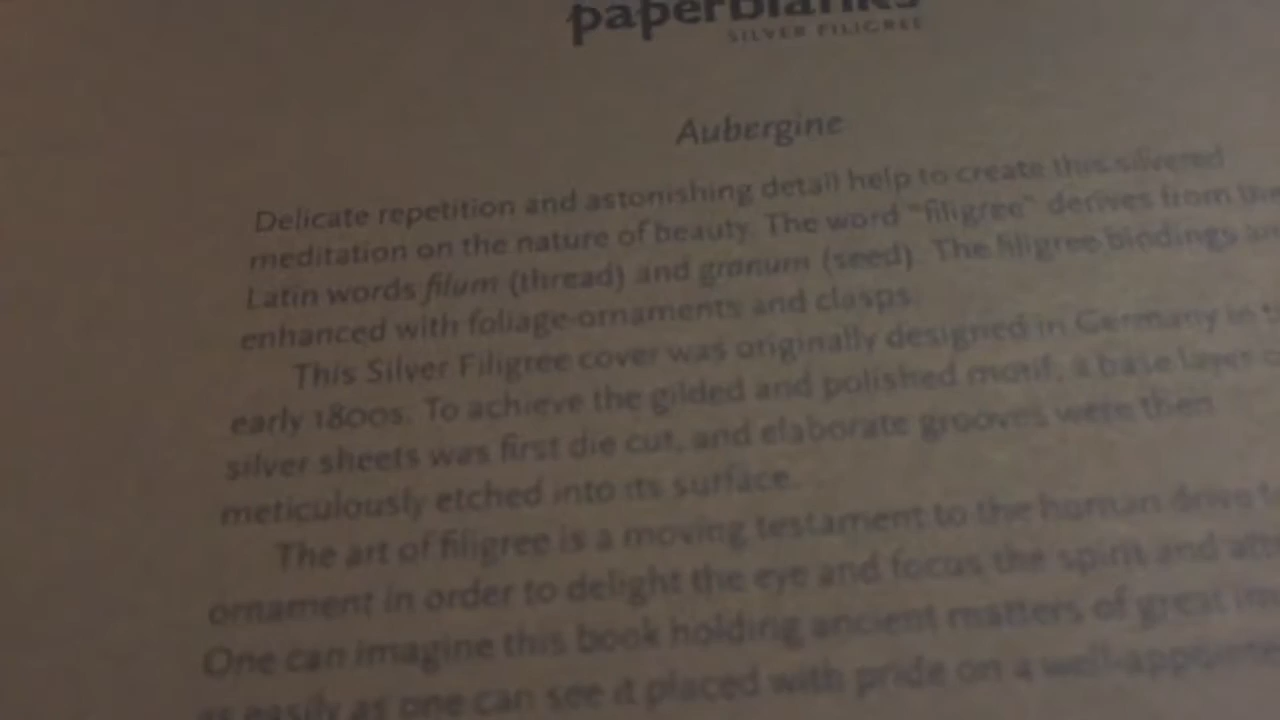 paperblanks
SILVER FILIGREE
Aubergine
Delicate repetition and astonishing detail help to create this silvered
meditation on the nature of beauty. The word "filigree" derives from the
Latin words filum (thread) and granum (seed). The filigree bindings
enhanced with foliage ornaments and clasps.
This Silver Filigree cover was originally designed in Germany in
early 1800s. To achieve the gilded and polished motif, a base layer
silver sheets was first die cut, and elaborate grooves were then
meticulously etched into its surface.
The art of filigree is a moving testament to the human drive
ornament in order to delight the eye and focus the spirit and
One can imagine this book holding ancient matters of great
as easily as one can see it placed with pride on a